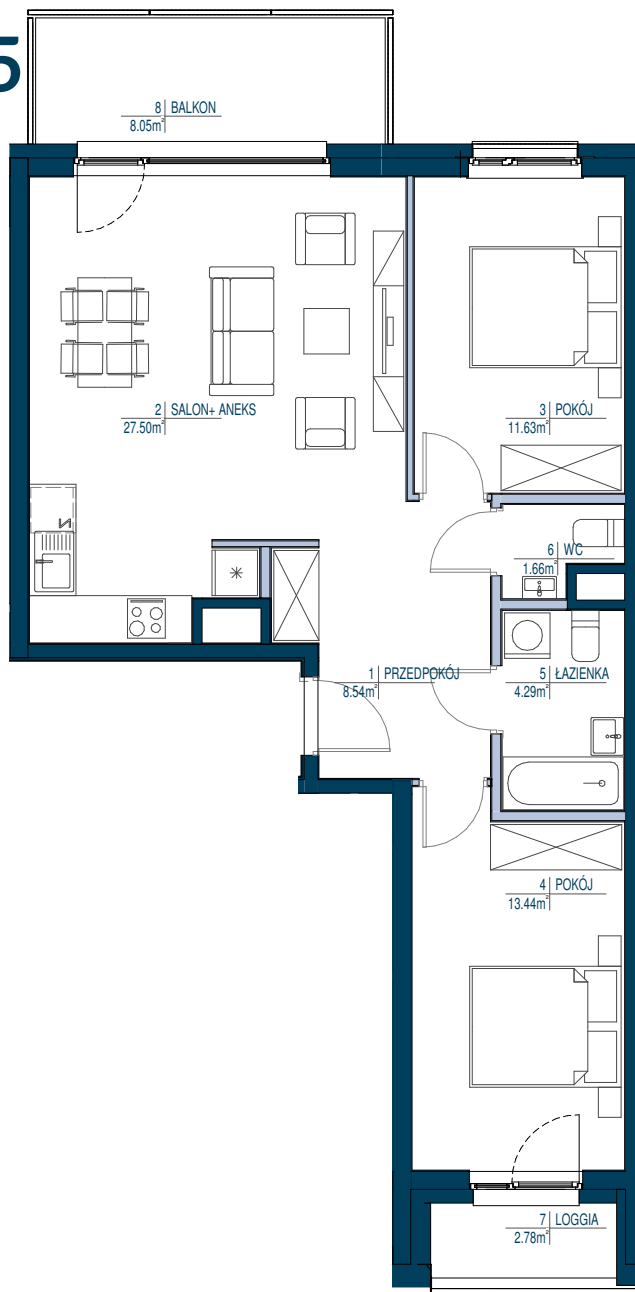 5
8 BALKON
8.05m²
2 SALON+ ANEKS
27.50m²
3 POKÓJ
11.63m²
6 WC
1.66m²
1 PRZEDPOKÓJ
8.54m²
5 ŁAZIENKA
4.29m²
4 POKÓJ
13.44m²
7 LOGGIA
2.78m²